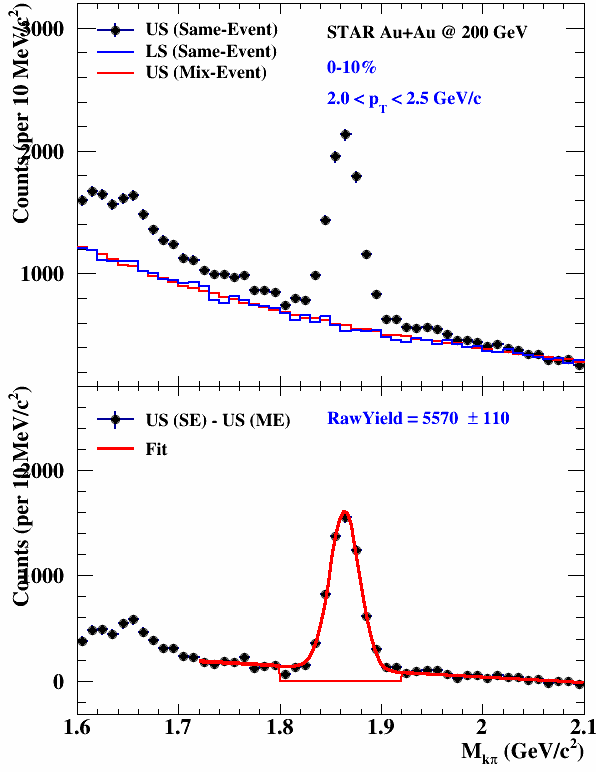 Counts (per 10 MeV/c²)
3000
2000
1000
US (Same-Event)
LS (Same-Event)
US (Mix-Event)
STAR Au+Au @ 200 GeV
0-10%
2.0 < p_T < 2.5 GeV/c
Counts (per 10 MeV/c²)
2000
1000
0
US (SE) - US (ME)
Fit
RawYield = 5570 ± 110
1.6 1.7 1.8 1.9 2 2.1
M_kπ (GeV/c²)